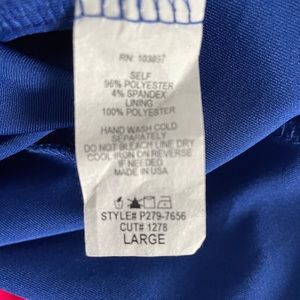 RN: 103897
SELF
96% POLYESTER
4% SPANDEX
LINING
100% POLYESTER
HAND WASH COLD
SEPARATELY
DO NOT BLEACH LINE DRY
COOL IRON ON REVERSE
IF NEEDED
MADE IN USA
STYLE# P279-7656
CUT# 1278
LARGE